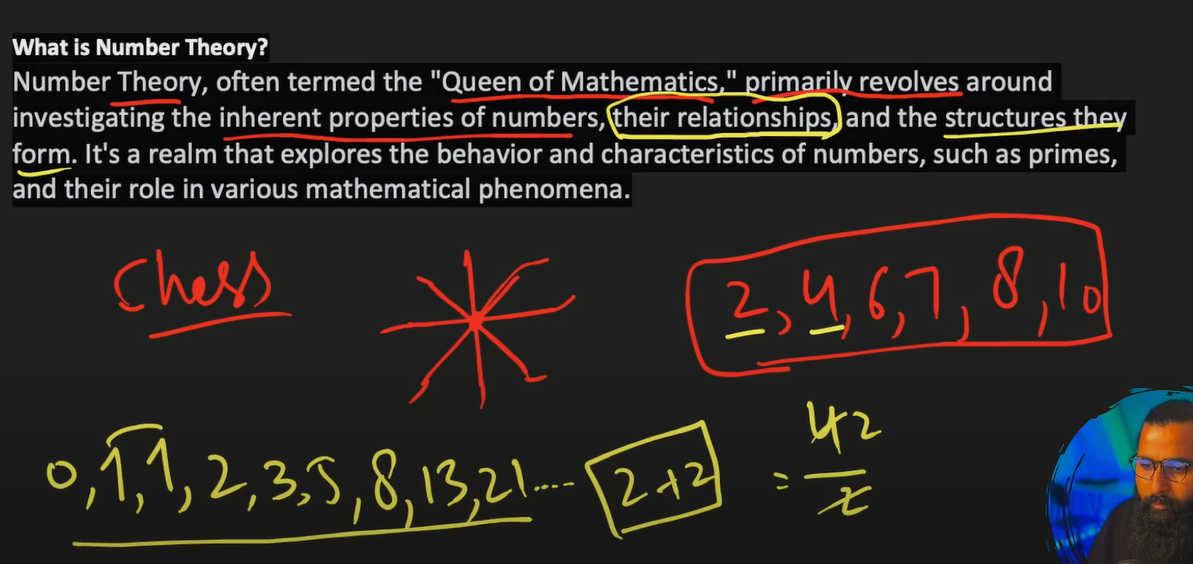 What is Number Theory?
Number Theory, often termed the "Queen of Mathematics," primarily revolves around
investigating the inherent properties of numbers, their relationships, and the structures they
form. It's a realm that explores the behavior and characteristics of numbers, such as primes,
and their role in various mathematical phenomena.
Chess
2, 4, 6, 7, 8, 10
0, 1, 1, 2, 3, 5, 8, 13, 21.... 2+2 =